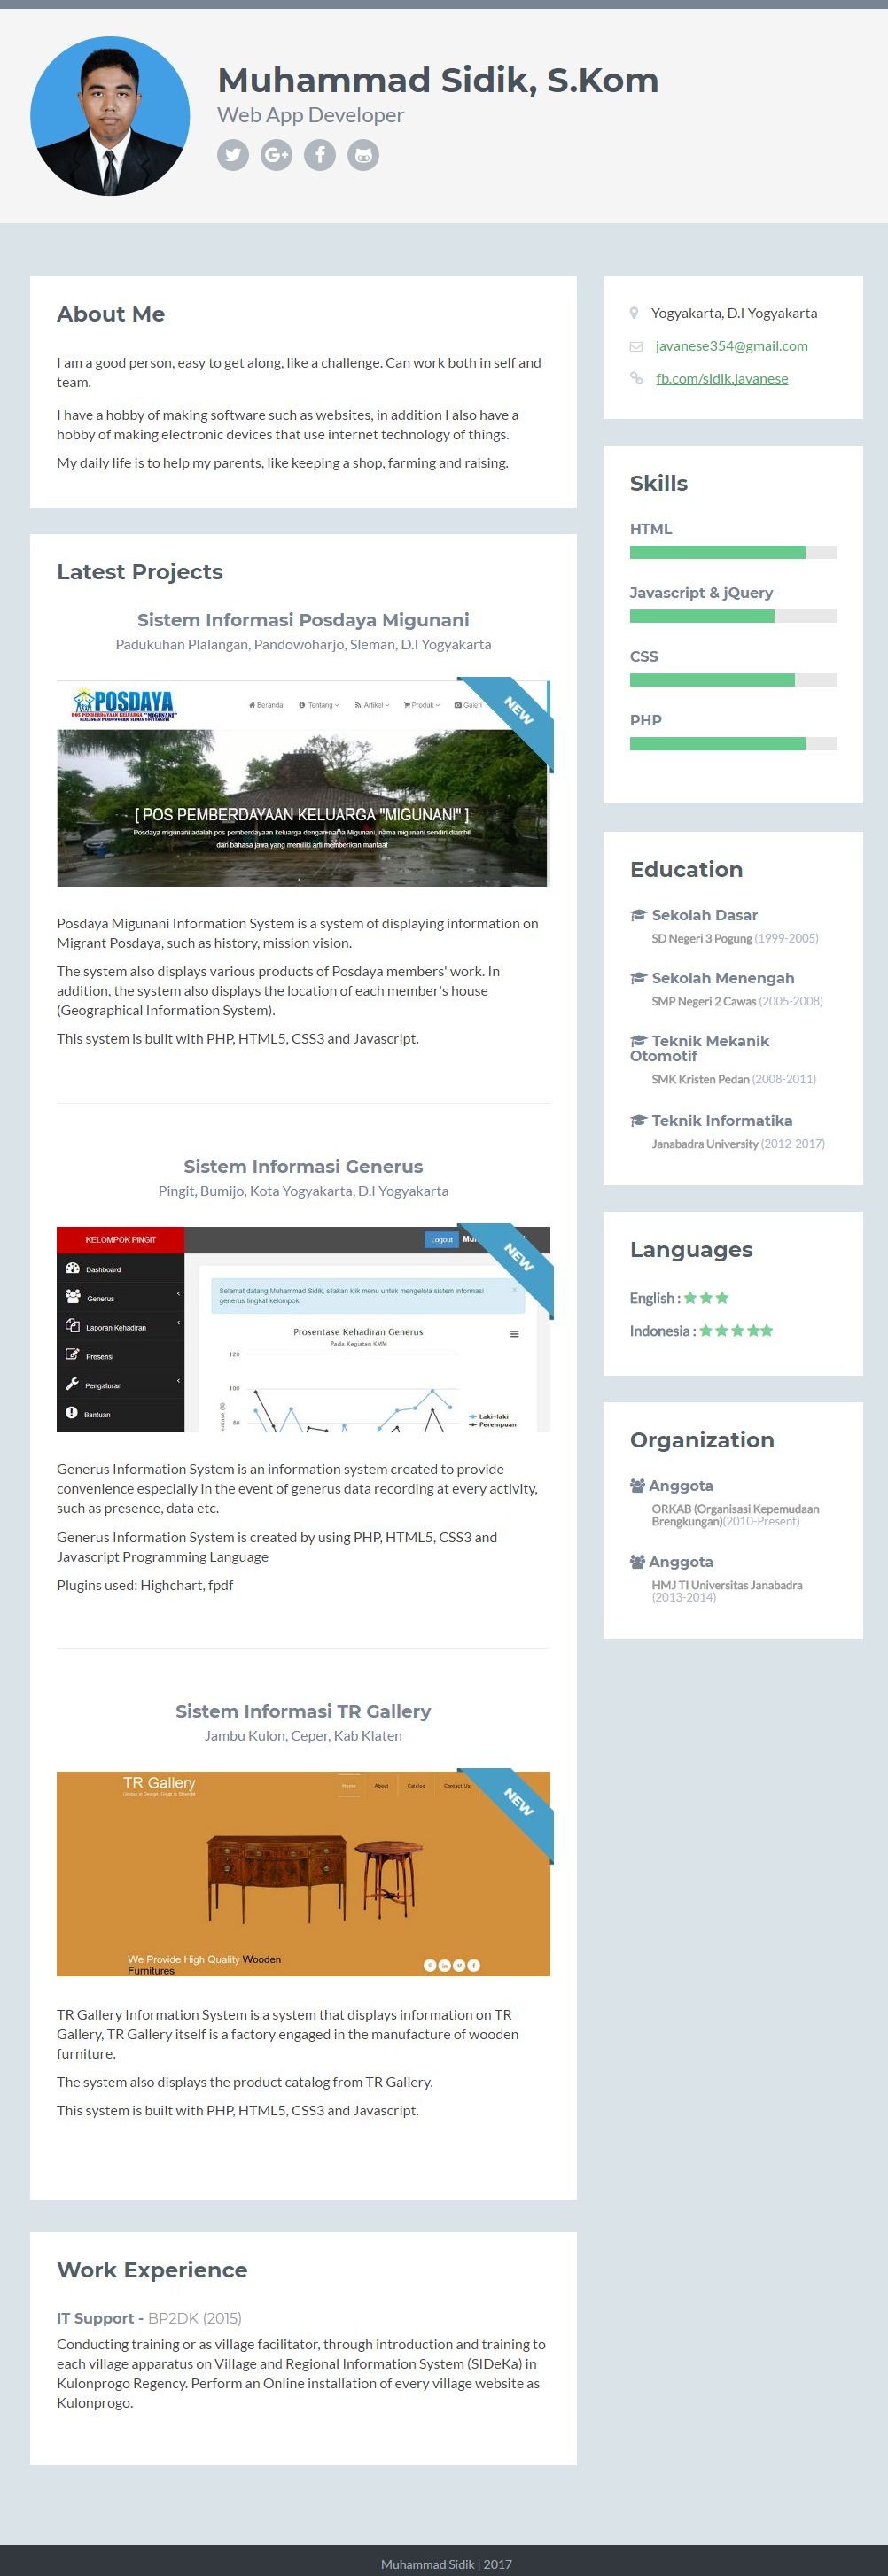 Muhammad Sidik, S.Kom
Web App Developer
About Me
I am a good person, easy to get along, like a challenge. Can work both in self and
team.
I have a hobby of making software such as websites, in addition I also have a
hobby of making electronic devices that use internet technology of things.
My daily life is to help my parents, like keeping a shop, farming and raising.
Latest Projects
Sistem Informasi Posdaya Migunani
Padukuhan Plalangan, Pandowoharjo, Sleman, D.I Yogyakarta
POSDAYA
POS PEMBERDAYAAN KELUARGA "MIGUNANI"
PLALANGAN PANDOWOHARJO SLEMAN YOGYAKARTA
Beranda Tentang Artikel Produk Galeri
NEW
[ POS PEMBERDAYAAN KELUARGA "MIGUNANI" ]
Posdaya migunani adalah pos pemberdayaan keluarga dengan nama Migunani, nama migunani sendiri diambil
dari bahasa jawa yang memiliki arti memberikan manfaat
Posdaya Migunani Information System is a system of displaying information on
Migrant Posdaya, such as history, mission vision.
The system also displays various products of Posdaya members' work. In
addition, the system also displays the location of each member's house
(Geographical Information System).
This system is built with PHP, HTML5, CSS3 and Javascript.
Sistem Informasi Generus
Pingit, Bumijo, Kota Yogyakarta, D.I Yogyakarta
KELOMPOK PINGIT
Logout
NEW
Dashboard
Generus
Laporan Kehadiran
Presensi
Pengaturan
Bantuan
Selamat datang Muhammad Sidik, silakan klik menu untuk mengelola sistem informasi
generus tingkat kelompok.
Prosentase Kehadiran Generus
Pada Kegiatan KMM
120
100
80
Laki-laki
Perempuan
Generus Information System is an information system created to provide
convenience especially in the event of generus data recording at every activity,
such as presence, data etc.
Generus Information System is created by using PHP, HTML5, CSS3 and
Javascript Programming Language
Plugins used: Highchart, fpdf
Sistem Informasi TR Gallery
Jambu Kulon, Ceper, Kab Klaten
TR Gallery
Home About Catalog Contact Us
NEW
We Provide High Quality Wooden
Furnitures
TR Gallery Information System is a system that displays information on TR
Gallery, TR Gallery itself is a factory engaged in the manufacture of wooden
furniture.
The system also displays the product catalog from TR Gallery.
This system is built with PHP, HTML5, CSS3 and Javascript.
Work Experience
IT Support - BP2DK (2015)
Conducting training or as village facilitator, through introduction and training to
each village apparatus on Village and Regional Information System (SIDeKa) in
Kulonprogo Regency. Perform an Online installation of every village website as
Kulonprogo.
Yogyakarta, D.I Yogyakarta
javanese354@gmail.com
fb.com/sidik.javanese
Skills
HTML
Javascript & jQuery
CSS
PHP
Education
Sekolah Dasar
SD Negeri 3 Pogung (1999-2005)
Sekolah Menengah
SMP Negeri 2 Cawas (2005-2008)
Teknik Mekanik
Otomotif
SMK Kristen Pedan (2008-2011)
Teknik Informatika
Janabadra University (2012-2017)
Languages
English :
Indonesia :
Organization
Anggota
ORKAB (Organisasi Kepemudaan
Brengkungan)(2010-Present)
Anggota
HMJ TI Universitas Janabadra
(2013-2014)
Muhammad Sidik | 2017